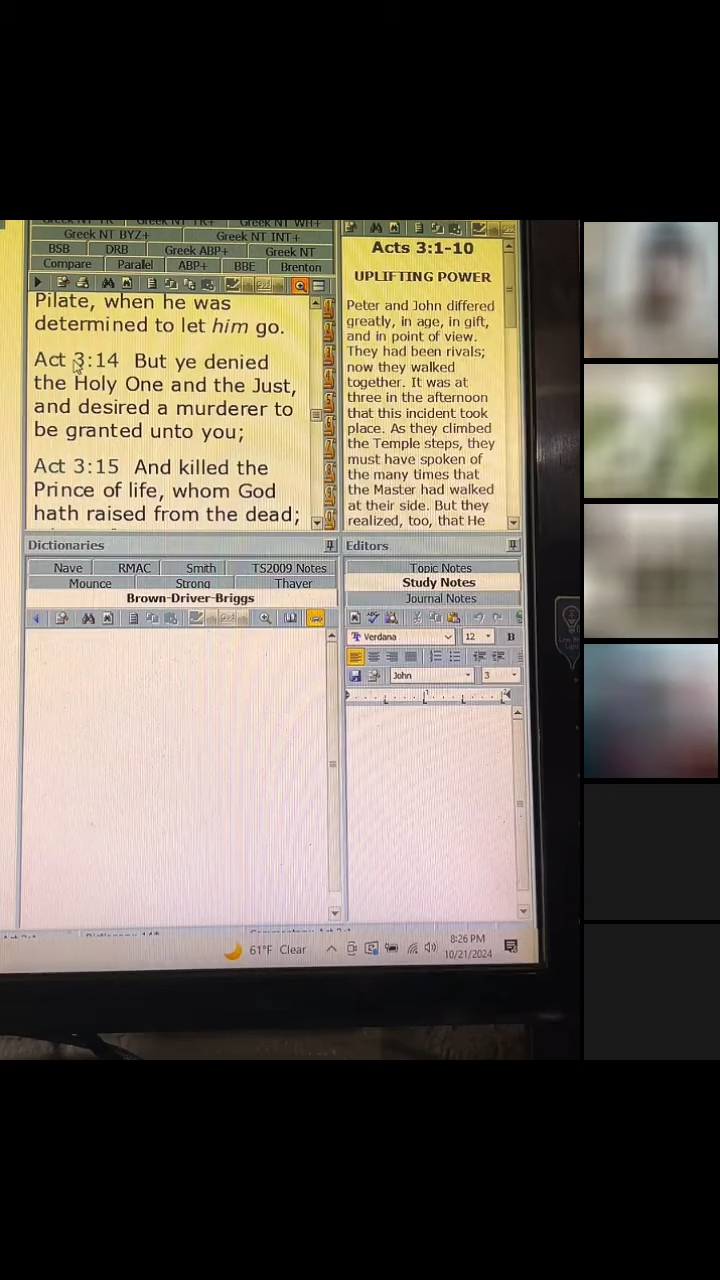 Greek NT BYZ+
Greek NT INT+
BSB
DRB
Greek ABP+
Greek NT
Compare
Parallel
ABP+
BBE
Brenton
Pilate, when he was
determined to let him go.
Act 3:14 But ye denied
the Holy One and the Just,
and desired a murderer to
be granted unto you;
Act 3:15 And killed the
Prince of life, whom God
hath raised from the dead;
Acts 3:1-10
UPLIFTING POWER
Peter and John differed
greatly, in age, in gift,
and in point of view.
They had been rivals;
now they walked
together. It was at
three in the afternoon
that this incident took
place. As they climbed
the Temple steps, they
must have spoken of
the many times that
the Master had walked
at their side. But they
realized, too, that He
Dictionaries
Nave
RMAC
Smith
TS2009 Notes
Mounce
Strong
Thaver
Brown-Driver-Briggs
Editors
Topic Notes
Study Notes
Journal Notes
Verdana
12
B
John
3
61°F Clear
8:26 PM
10/21/2024